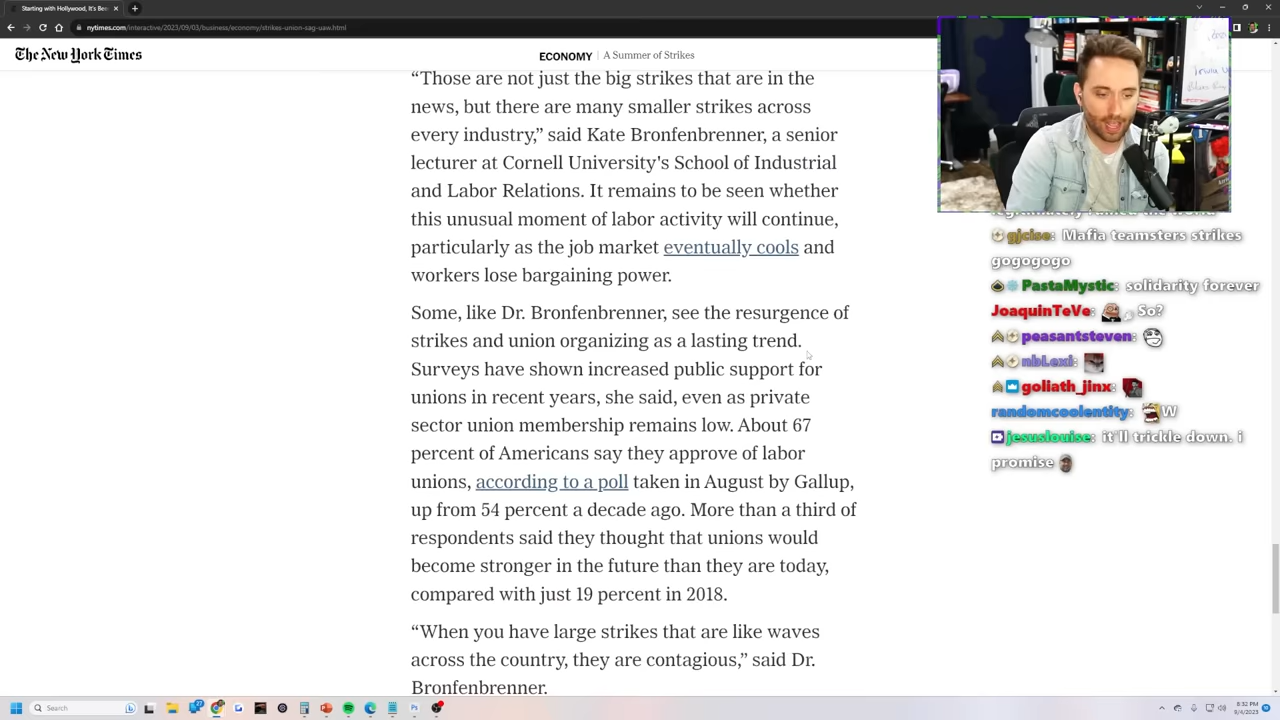 Starting with Hollywood, It's Be
nytimes.com/interactive/2023/09/03/business/economy/strikes-union-sag-uaw.html
The New York Times
ECONOMY | A Summer of Strikes
“Those are not just the big strikes that are in the
news, but there are many smaller strikes across
every industry,” said Kate Bronfenbrenner, a senior
lecturer at Cornell University's School of Industrial
and Labor Relations. It remains to be seen whether
this unusual moment of labor activity will continue,
particularly as the job market eventually cools and
workers lose bargaining power.
Some, like Dr. Bronfenbrenner, see the resurgence of
strikes and union organizing as a lasting trend.
Surveys have shown increased public support for
unions in recent years, she said, even as private
sector union membership remains low. About 67
percent of Americans say they approve of labor
unions, according to a poll taken in August by Gallup,
up from 54 percent a decade ago. More than a third of
respondents said they thought that unions would
become stronger in the future than they are today,
compared with just 19 percent in 2018.
“When you have large strikes that are like waves
across the country, they are contagious,” said Dr.
Bronfenbrenner.
gjcise: Mafia teamsters strikes
gogogogo
PastaMystic: solidarity forever
JoaquinTeVe: So?
peasantsteven:
nbLexi:
goliath_jinx:
randomcoolentity: W
jesuslouise: it'll trickle down. i
promise
Search
8:32 PM
9/4/2023